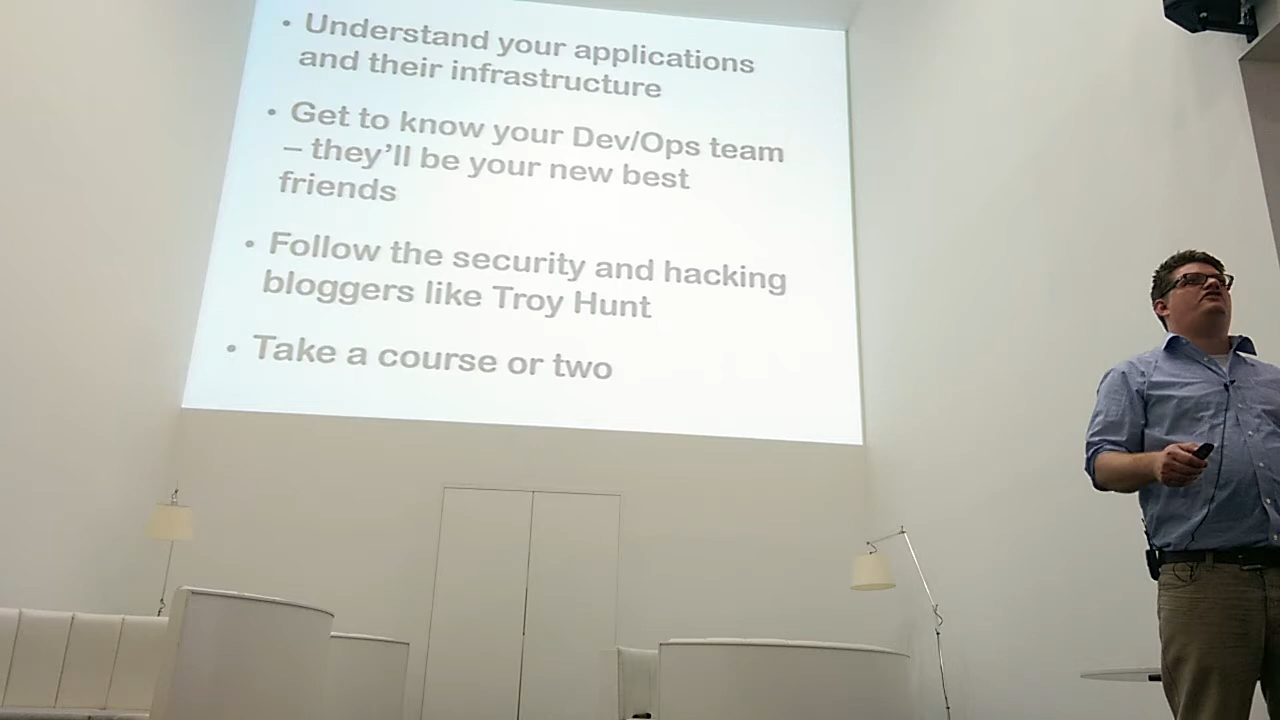 • Understand your applications
and their infrastructure
• Get to know your Dev/Ops team
– they'll be your new best
friends
• Follow the security and hacking
bloggers like Troy Hunt
• Take a course or two